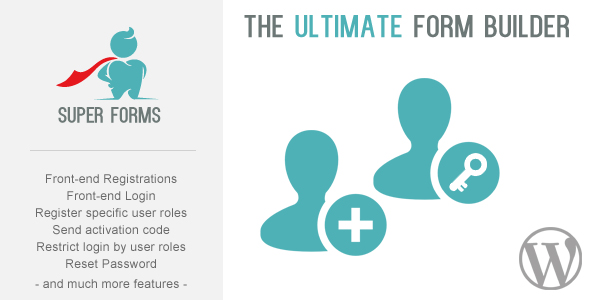 THE ULTIMATE FORM BUILDER
SUPER FORMS
Front-end Registrations
Front-end Login
Register specific user roles
Send activation code
Restrict login by user roles
Reset Password
- and much more features -
W